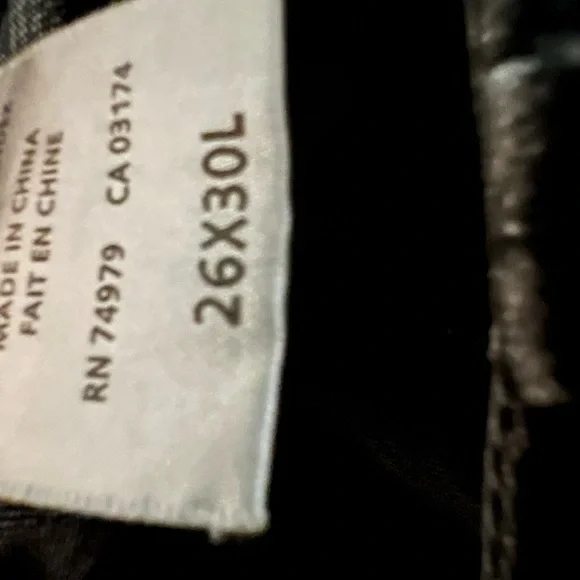 MADE IN CHINA
FAIT EN CHINE
RN 74979 CA 03174
26X30L